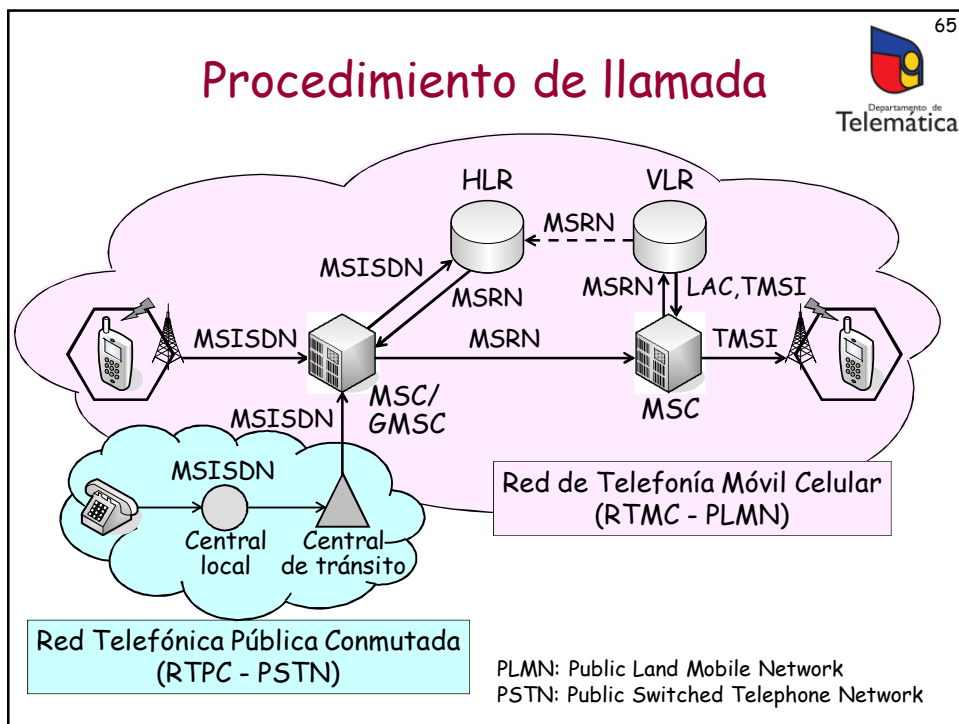 65
Departamento de
Telemática
Procedimiento de llamada
HLR
VLR
MSRN
MSISDN
MSRN
MSRN
LAC,TMSI
MSISDN
MSRN
TMSI
MSC/
GMSC
MSC
MSISDN
MSISDN
Central
local
Central
de tránsito
Red de Telefonía Móvil Celular
(RTMC - PLMN)
Red Telefónica Pública Conmutada
(RTPC - PSTN)
PLMN: Public Land Mobile Network
PSTN: Public Switched Telephone Network